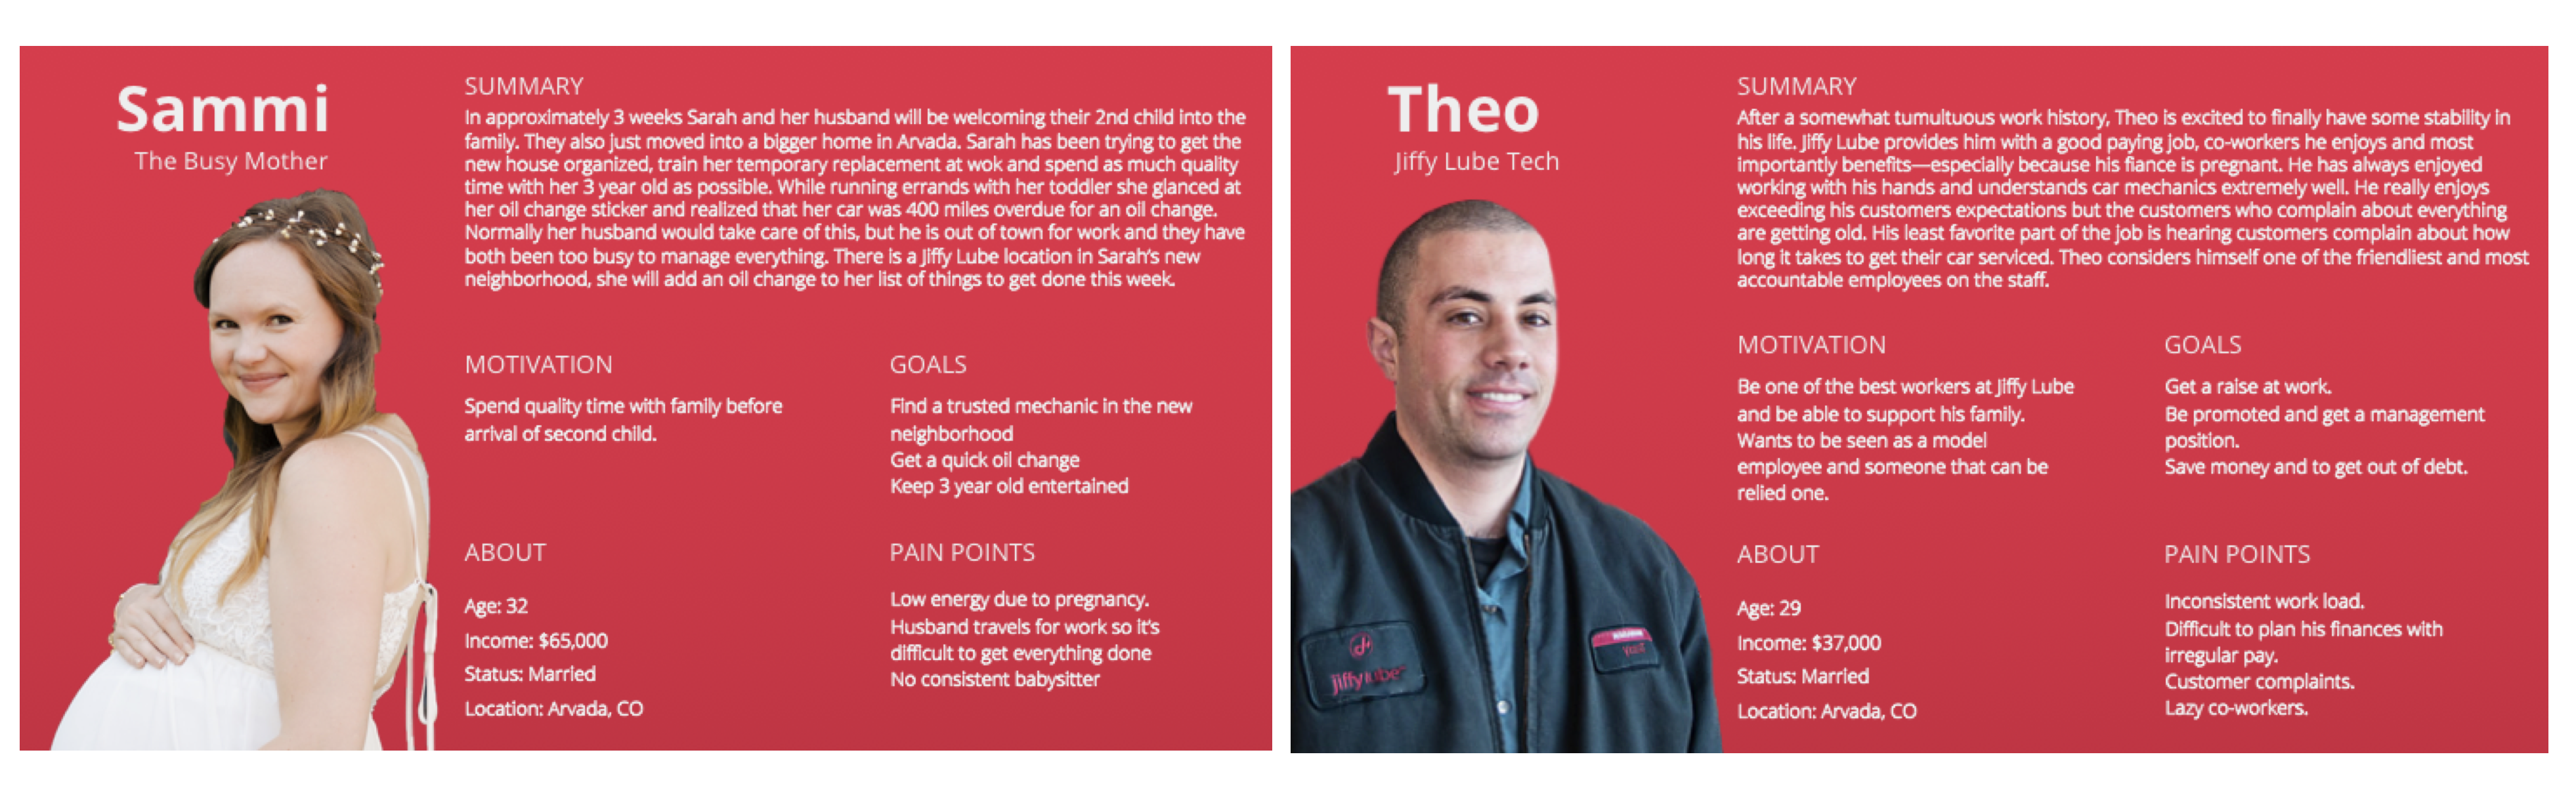 Sammi
The Busy Mother
SUMMARY
In approximately 3 weeks Sarah and her husband will be welcoming their 2nd child into the
family. They also just moved into a bigger home in Arvada. Sarah has been trying to get the
new house organized, train her temporary replacement at wok and spend as much quality
time with her 3 year old as possible. While running errands with her toddler she glanced at
her oil change sticker and realized that her car was 400 miles overdue for an oil change.
Normally her husband would take care of this, but he is out of town for work and they have
both been too busy to manage everything. There is a Jiffy Lube location in Sarah's new
neighborhood, she will add an oil change to her list of things to get done this week.
MOTIVATION
Spend quality time with family before
arrival of second child.
GOALS
Find a trusted mechanic in the new
neighborhood
Get a quick oil change
Keep 3 year old entertained
ABOUT
Age: 32
Income: $65,000
Status: Married
Location: Arvada, CO
PAIN POINTS
Low energy due to pregnancy.
Husband travels for work so it's
difficult to get everything done
No consistent babysitter
Theo
Jiffy Lube Tech
SUMMARY
After a somewhat tumultuous work history, Theo is excited to finally have some stability in
his life. Jiffy Lube provides him with a good paying job, co-workers he enjoys and most
importantly benefits—especially because his fiance is pregnant. He has always enjoyed
working with his hands and understands car mechanics extremely well. He really enjoys
exceeding his customers expectations but the customers who complain about everything
are getting old. His least favorite part of the job is hearing customers complain about how
long it takes to get their car serviced. Theo considers himself one of the friendliest and most
accountable employees on the staff.
MOTIVATION
Be one of the best workers at Jiffy Lube
and be able to support his family.
Wants to be seen as a model
employee and someone that can be
relied one.
GOALS
Get a raise at work.
Be promoted and get a management
position.
Save money and to get out of debt.
ABOUT
Age: 29
Income: $37,000
Status: Married
Location: Arvada, CO
PAIN POINTS
Inconsistent work load.
Difficult to plan his finances with
irregular pay.
Customer complaints.
Lazy co-workers.
jiffy lube